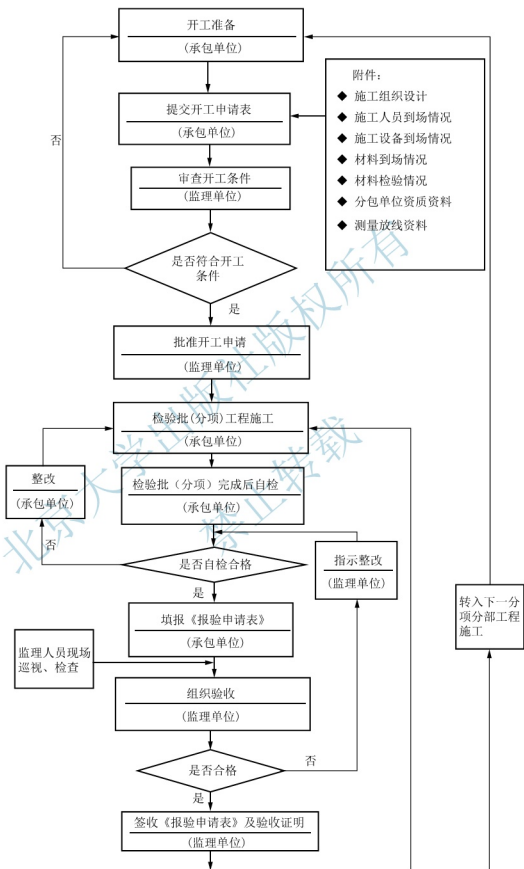 开工准备
(承包单位)
提交开工申请表
(承包单位)
附件：
◆ 施工组织设计
◆ 施工人员到场情况
◆ 施工设备到场情况
◆ 材料到场情况
◆ 材料检验情况
◆ 分包单位资质资料
◆ 测量放线资料
否
审查开工条件
(监理单位)
是否符合开工
条件
是
批准开工申请
(监理单位)
检验批(分项)工程施工
(承包单位)
整改
(承包单位)
检验批（分项）完成后自检
(承包单位)
否
是否自检合格
指示整改
(监理单位)
是
填报《报验申请表》
(承包单位)
转入下一分
项分部工程
施工
监理人员现场
巡视、检查
组织验收
(监理单位)
是否合格
否
是
签收《报验申请表》及验收证明
(监理单位)
北京大学出版社版权所有
禁止转载